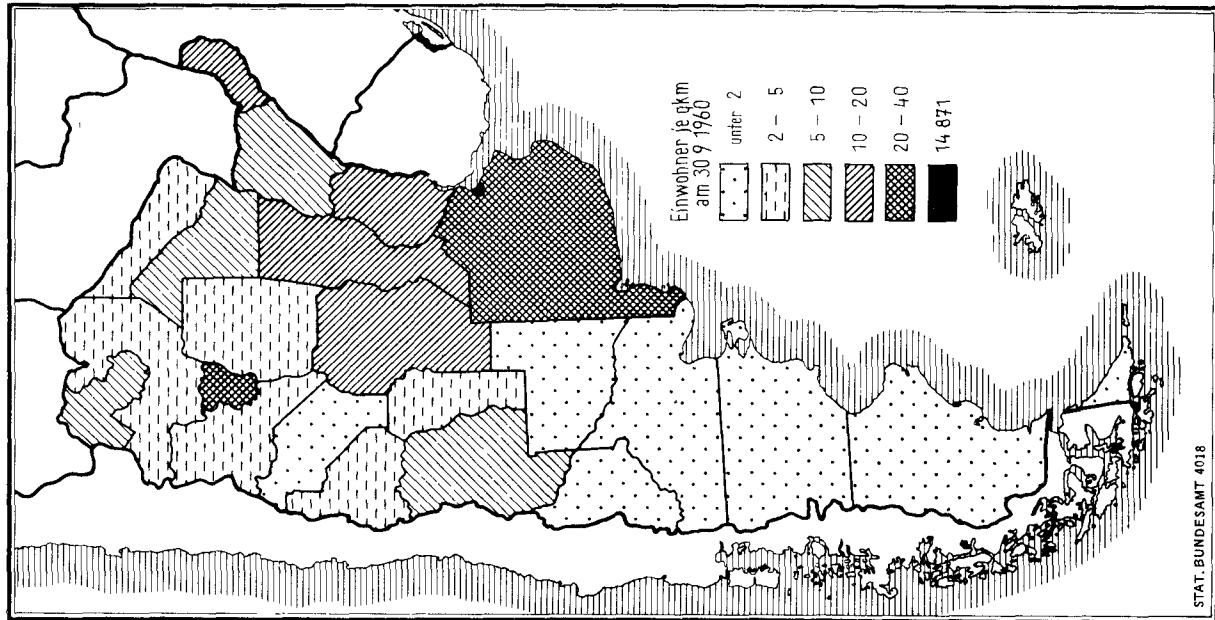 Einwohner je qkm
am 30 9 1960
unter 2
2 – 5
5 – 10
10 – 20
20 – 40
14 871
STAT. BUNDESAMT 4018